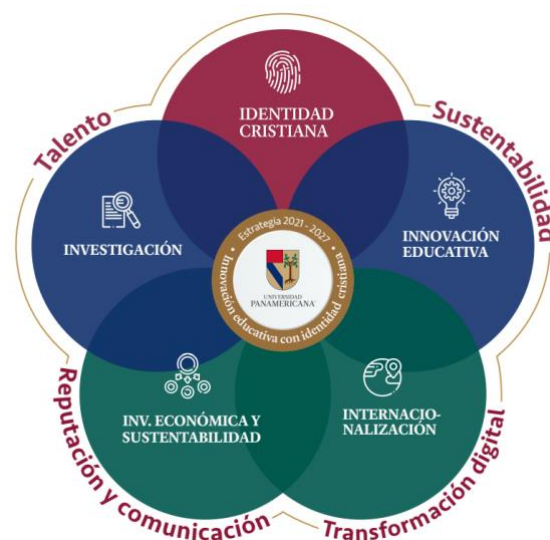 IDENTIDAD
CRISTIANA
Talento
Sustentabilidad
INVESTIGACIÓN
INNOVACIÓN
EDUCATIVA
• Estrategia 2021 - 2027 •
Innovación educativa con identidad cristiana
UNIVERSIDAD
PANAMERICANA
INV. ECONÓMICA Y
SUSTENTABILIDAD
INTERNACIO-
NALIZACIÓN
Reputación y comunicación
Transformación digital